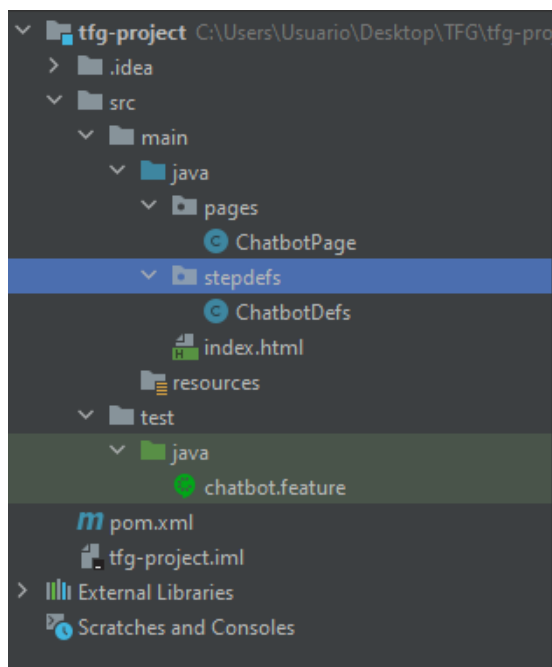 tfg-project C:\Users\Usuario\Desktop\TFG\tfg-pro
.idea
src
main
java
pages
ChatbotPage
stepdefs
ChatbotDefs
index.html
resources
test
java
chatbot.feature
pom.xml
tfg-project.iml
External Libraries
Scratches and Consoles